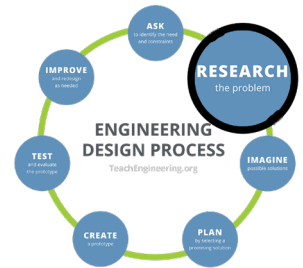 ASK
to identify the need
and constraints
RESEARCH
the problem
IMAGINE
possible solutions
PLAN
by selecting a
promising solution
CREATE
a prototype
TEST
and evaluate
the prototype
IMPROVE
and redesign
as needed
ENGINEERING
DESIGN PROCESS
TeachEngineering.org